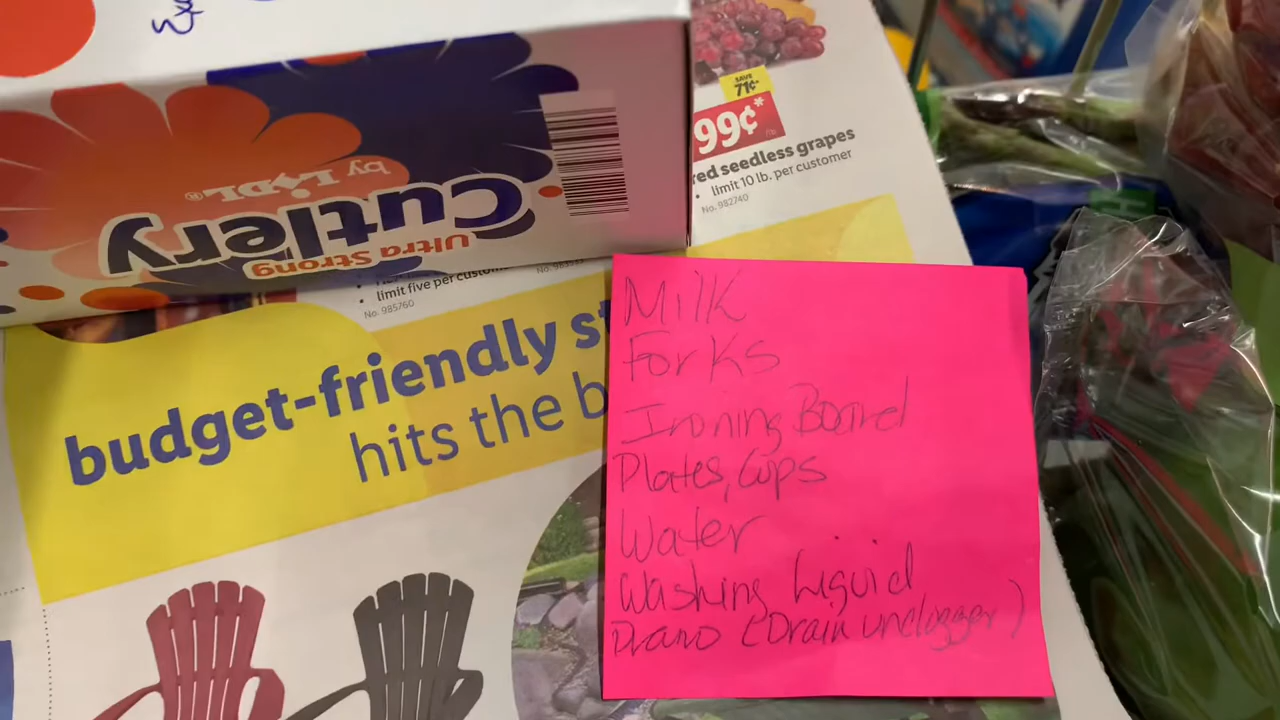 Cutlery
Ultra Strong
by LIDL®
SAVE
71¢
99¢*
red seedless grapes
• limit 10 lb. per customer
No. 982740
• limit five per custom
No. 985760
budget-friendly st
hits the b
Milk
Forks
Ironing Board
Plates, Cups
Water
Washing Liquid
Drano (Drain unclogger)